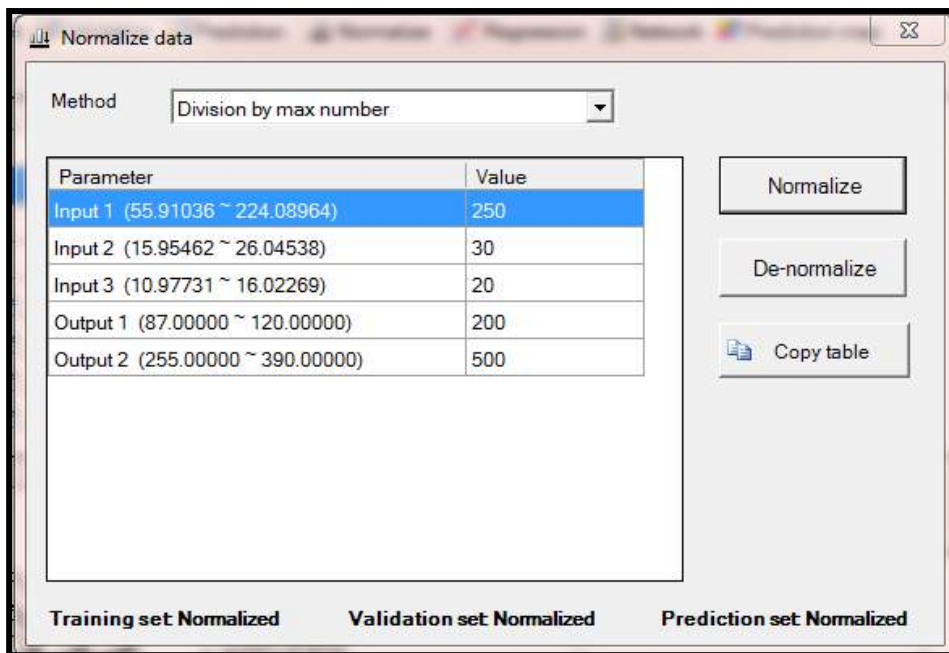 Normalize data
Method Division by max number
Parameter Value
Input 1 (55.91036 ~ 224.08964) 250
Input 2 (15.95462 ~ 26.04538) 30
Input 3 (10.97731 ~ 16.02269) 20
Output 1 (87.00000 ~ 120.00000) 200
Output 2 (255.00000 ~ 390.00000) 500
Normalize
De-normalize
Copy table
Training set Normalized Validation set Normalized Prediction set Normalized